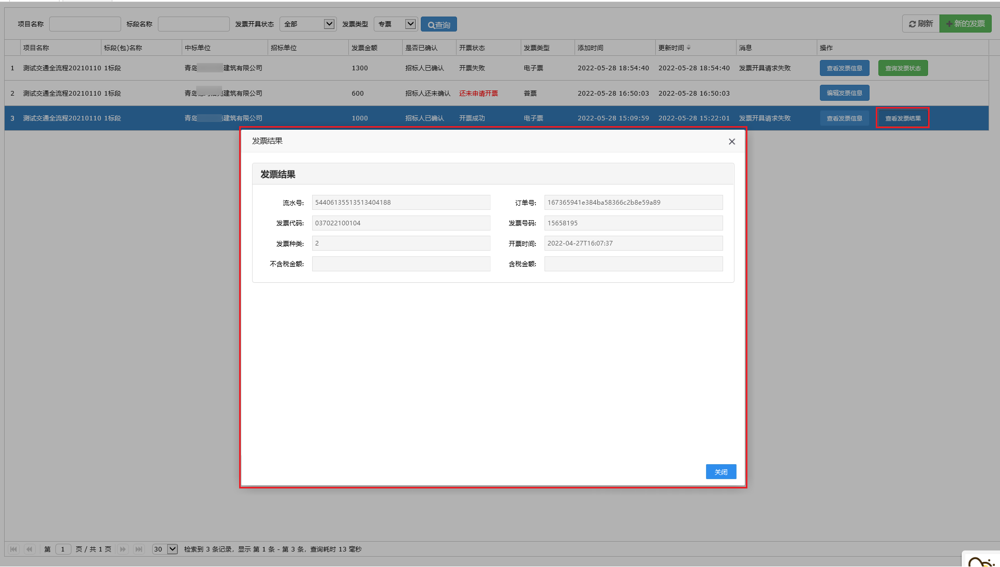 项目名称 标段名称 发票开具状态 全部 发票类型 专票 查询 刷新 新的发票
项目名称 标段(包)名称 中标单位 招标单位 发票金额 是否已确认 开票状态 发票类型 添加时间 更新时间 消息 操作
1 测试交通全流程20210110 1标段 青岛 建筑有限公司 1300 招标人已确认 开票失败 电子票 2022-05-28 18:54:40 2022-05-28 18:54:40 发票开具请求失败 查看发票信息 查询发票状态
2 测试交通全流程20210110 1标段 青岛 建筑有限公司 600 招标人还未确认 还未申请开票 普票 2022-05-28 16:50:03 2022-05-28 16:50:03 编辑发票信息
3 测试交通全流程20210110 1标段 青岛 建筑有限公司 1000 招标人已确认 开票成功 电子票 2022-05-28 15:09:59 2022-05-28 15:22:01 发票开具请求失败 查看发票信息 查看发票结果
发票结果
发票结果
流水号: 54406135513513404188 订单号: 167365941e384ba58366c2b8e59a89
发票代码: 037022100104 发票号码: 15658195
发票种类: 2 开票时间: 2022-04-27T16:07:37
不含税金额: 含税金额:
关闭
第 1 页 / 共 1 页 30 检索到 3 条记录，显示 第 1 条 - 第 3 条，查询耗时 13 毫秒